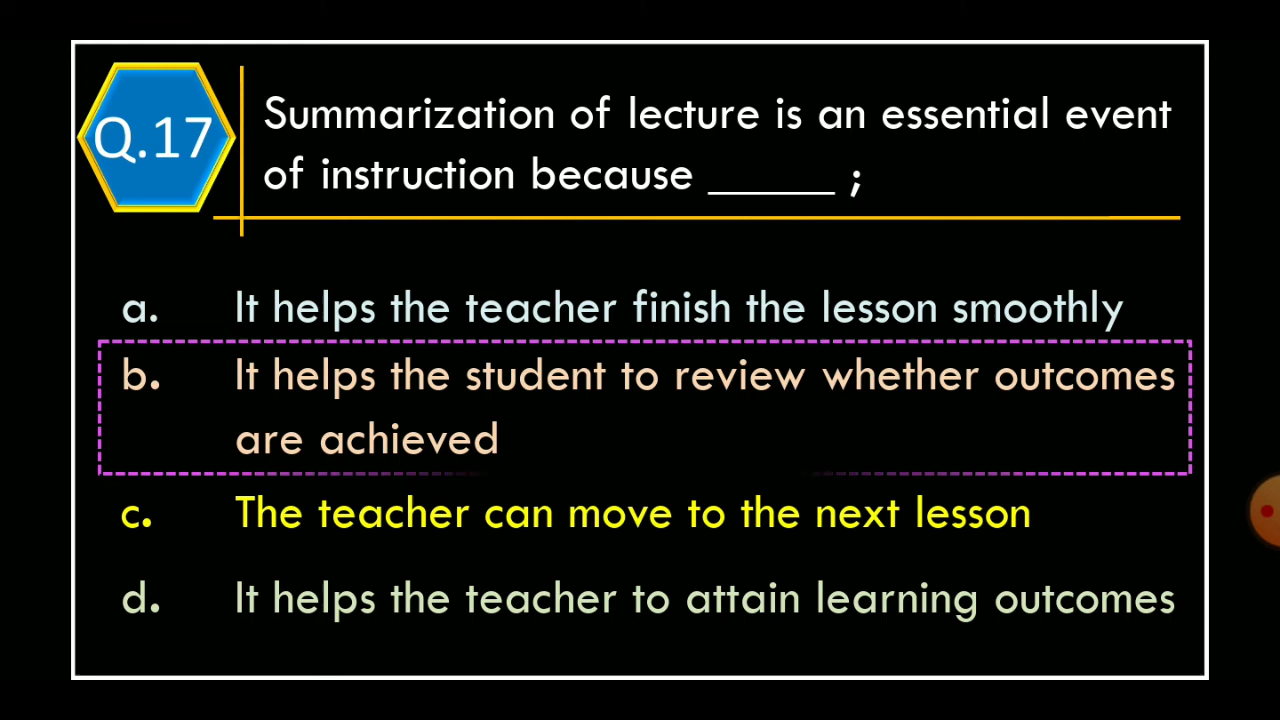 Q.17
Summarization of lecture is an essential event
of instruction because ______ ;
a. It helps the teacher finish the lesson smoothly
b. It helps the student to review whether outcomes
are achieved
c. The teacher can move to the next lesson
d. It helps the teacher to attain learning outcomes